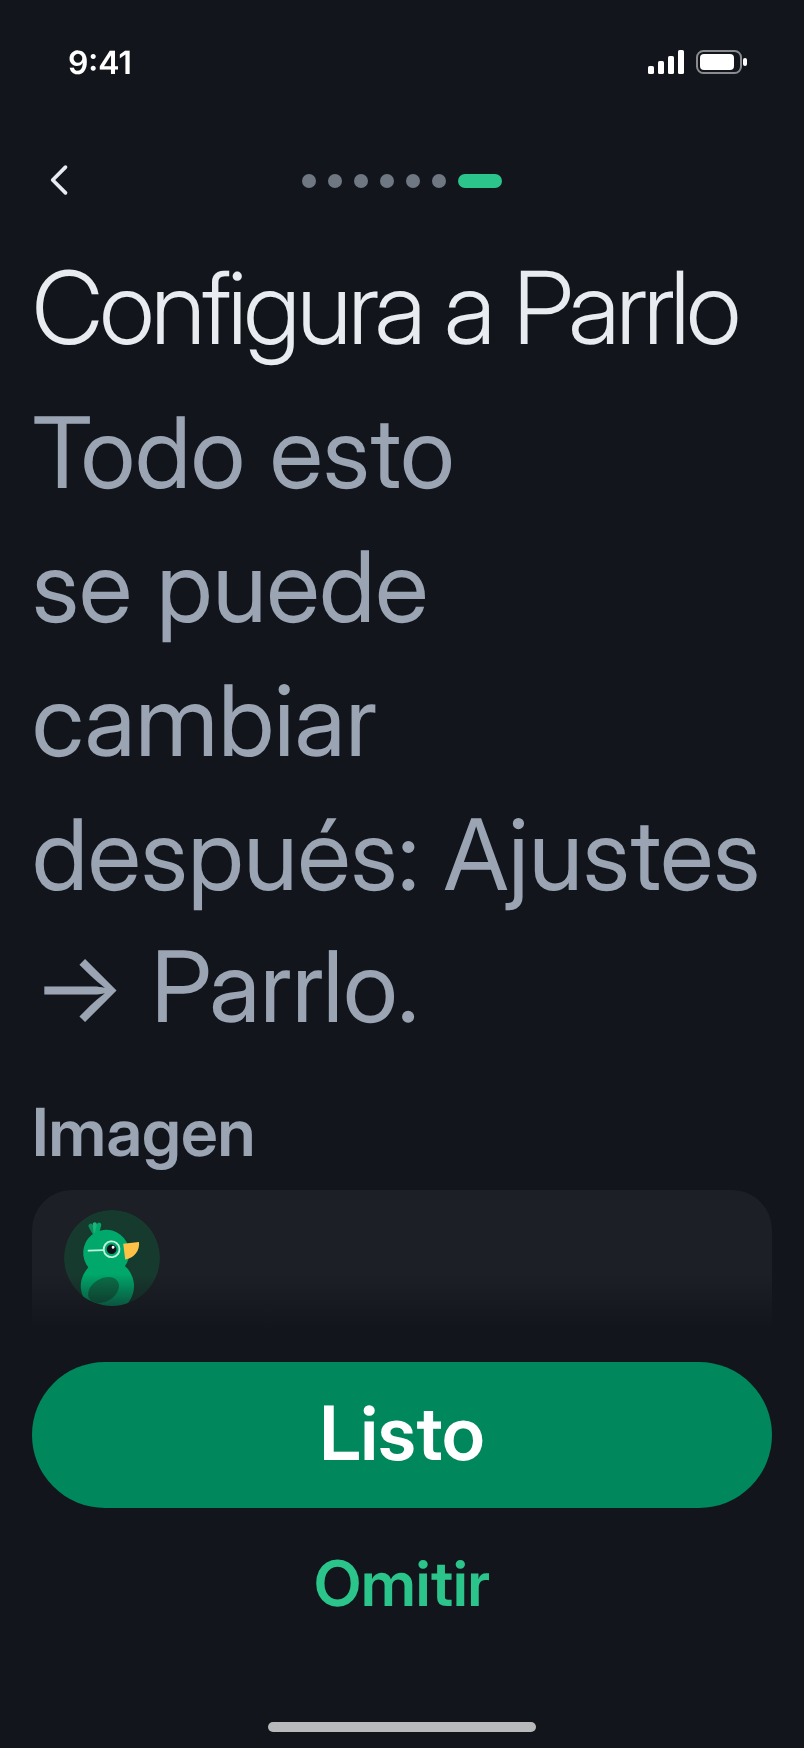 9:41
Configura a Parrlo
Todo esto
se puede
cambiar
después: Ajustes
→ Parrlo.
Imagen
Listo
Omitir